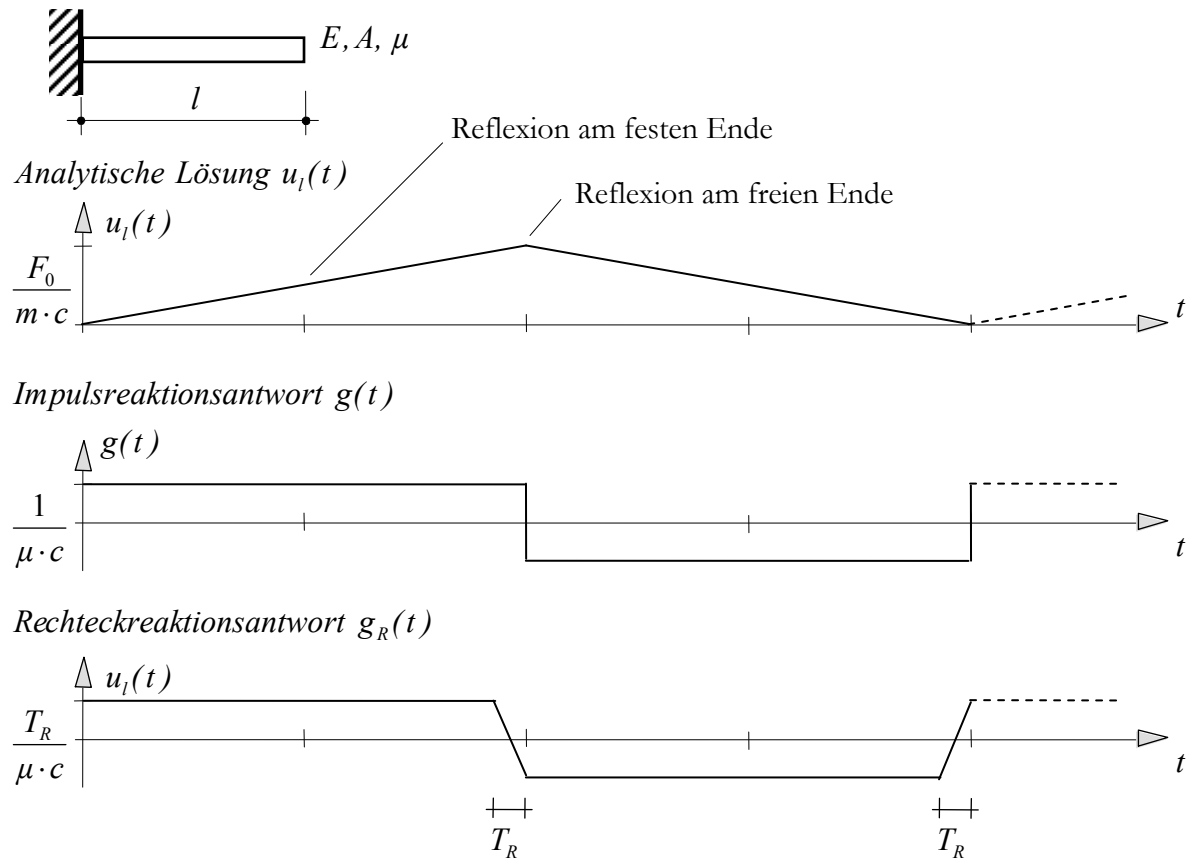 E, A, μ
l
Reflexion am festen Ende
Analytische Lösung u_l(t)
Reflexion am freien Ende
u_l(t)
F_0
m · c
t
Impulsreaktionsantwort g(t)
g(t)
1
μ · c
t
Rechteckreaktionsantwort g_R(t)
u_l(t)
T_R
μ · c
t
T_R
T_R